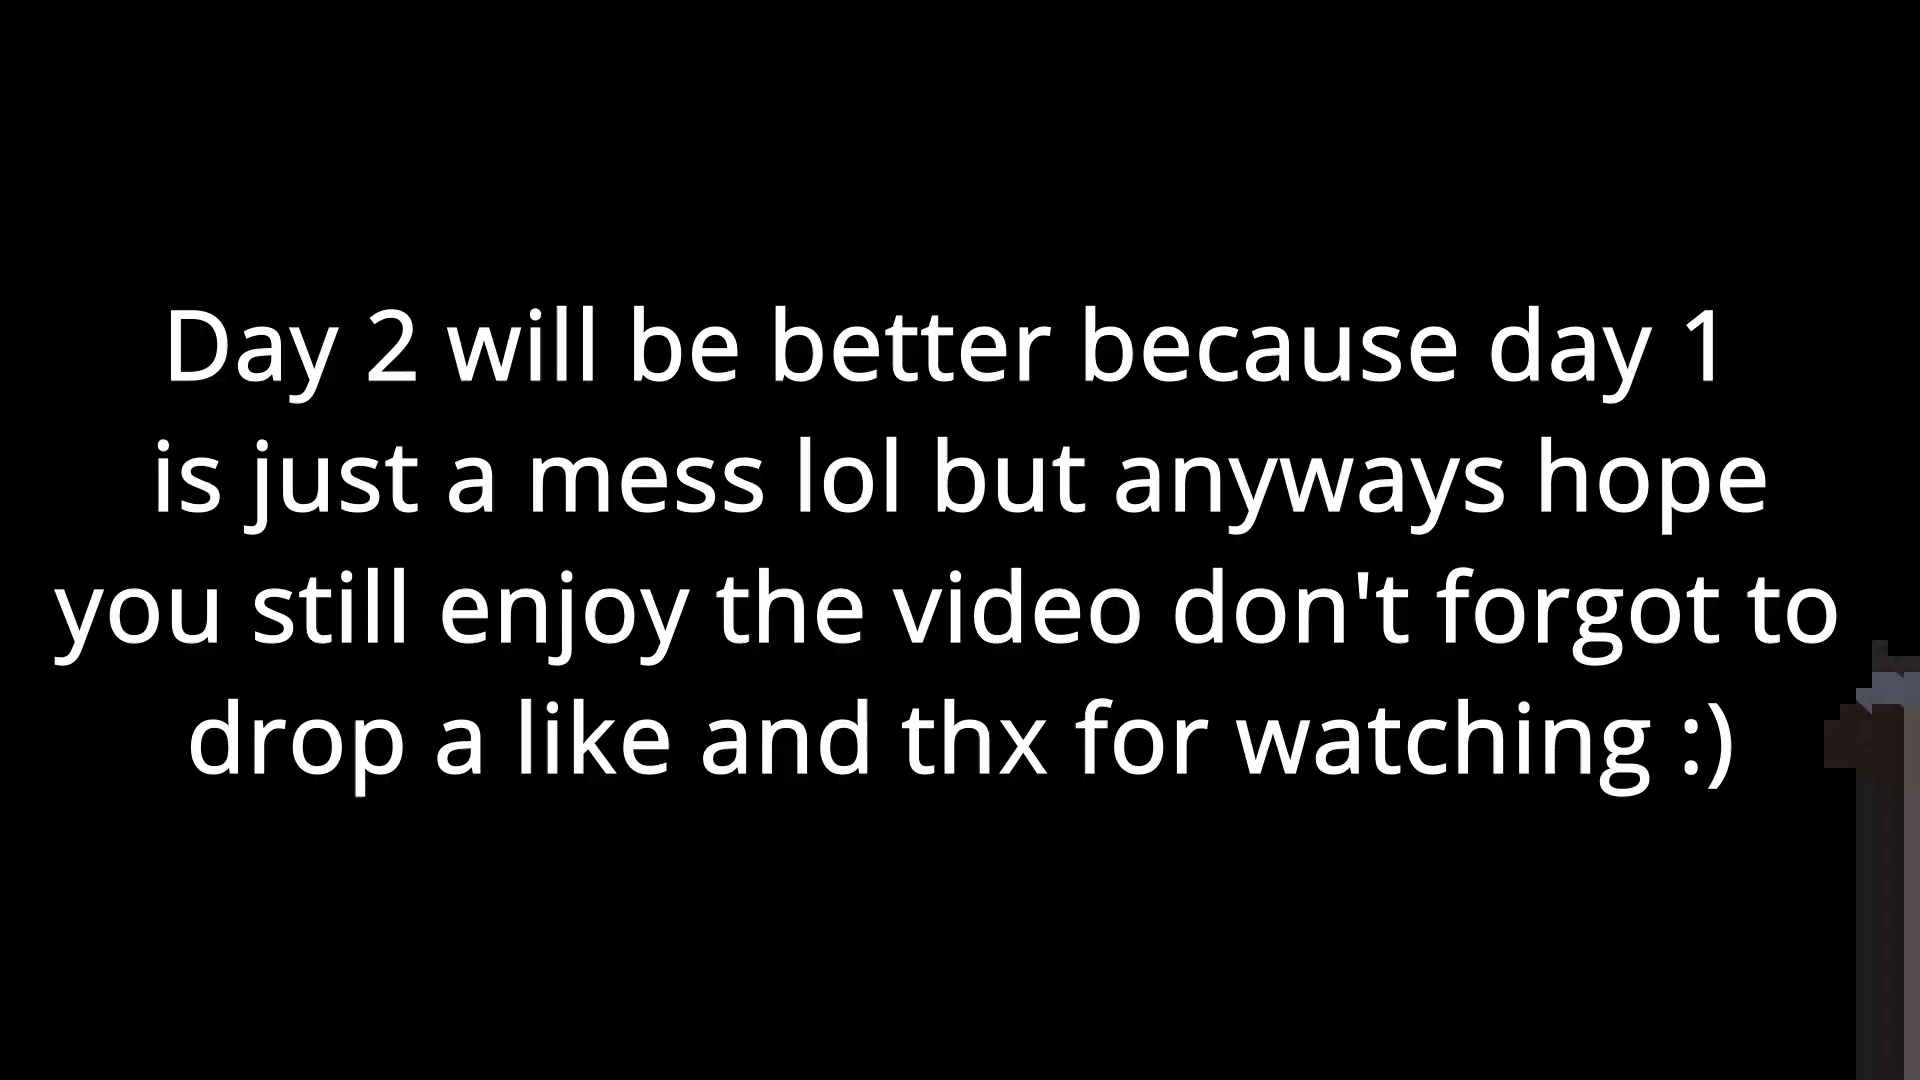 Day 2 will be better because day 1
is just a mess lol but anyways hope
you still enjoy the video don't forgot to
drop a like and thx for watching :)